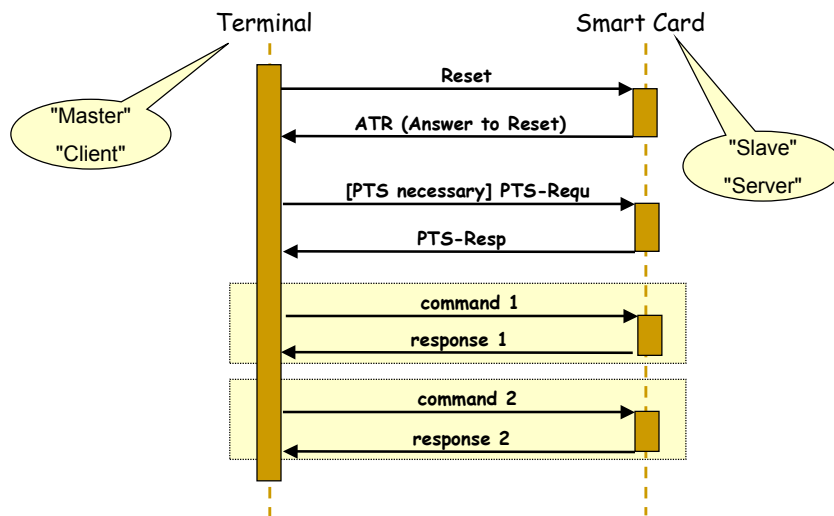 Terminal
Smart Card
"Master"
"Client"
"Slave"
"Server"
Reset
ATR (Answer to Reset)
[PTS necessary] PTS-Requ
PTS-Resp
command 1
response 1
command 2
response 2